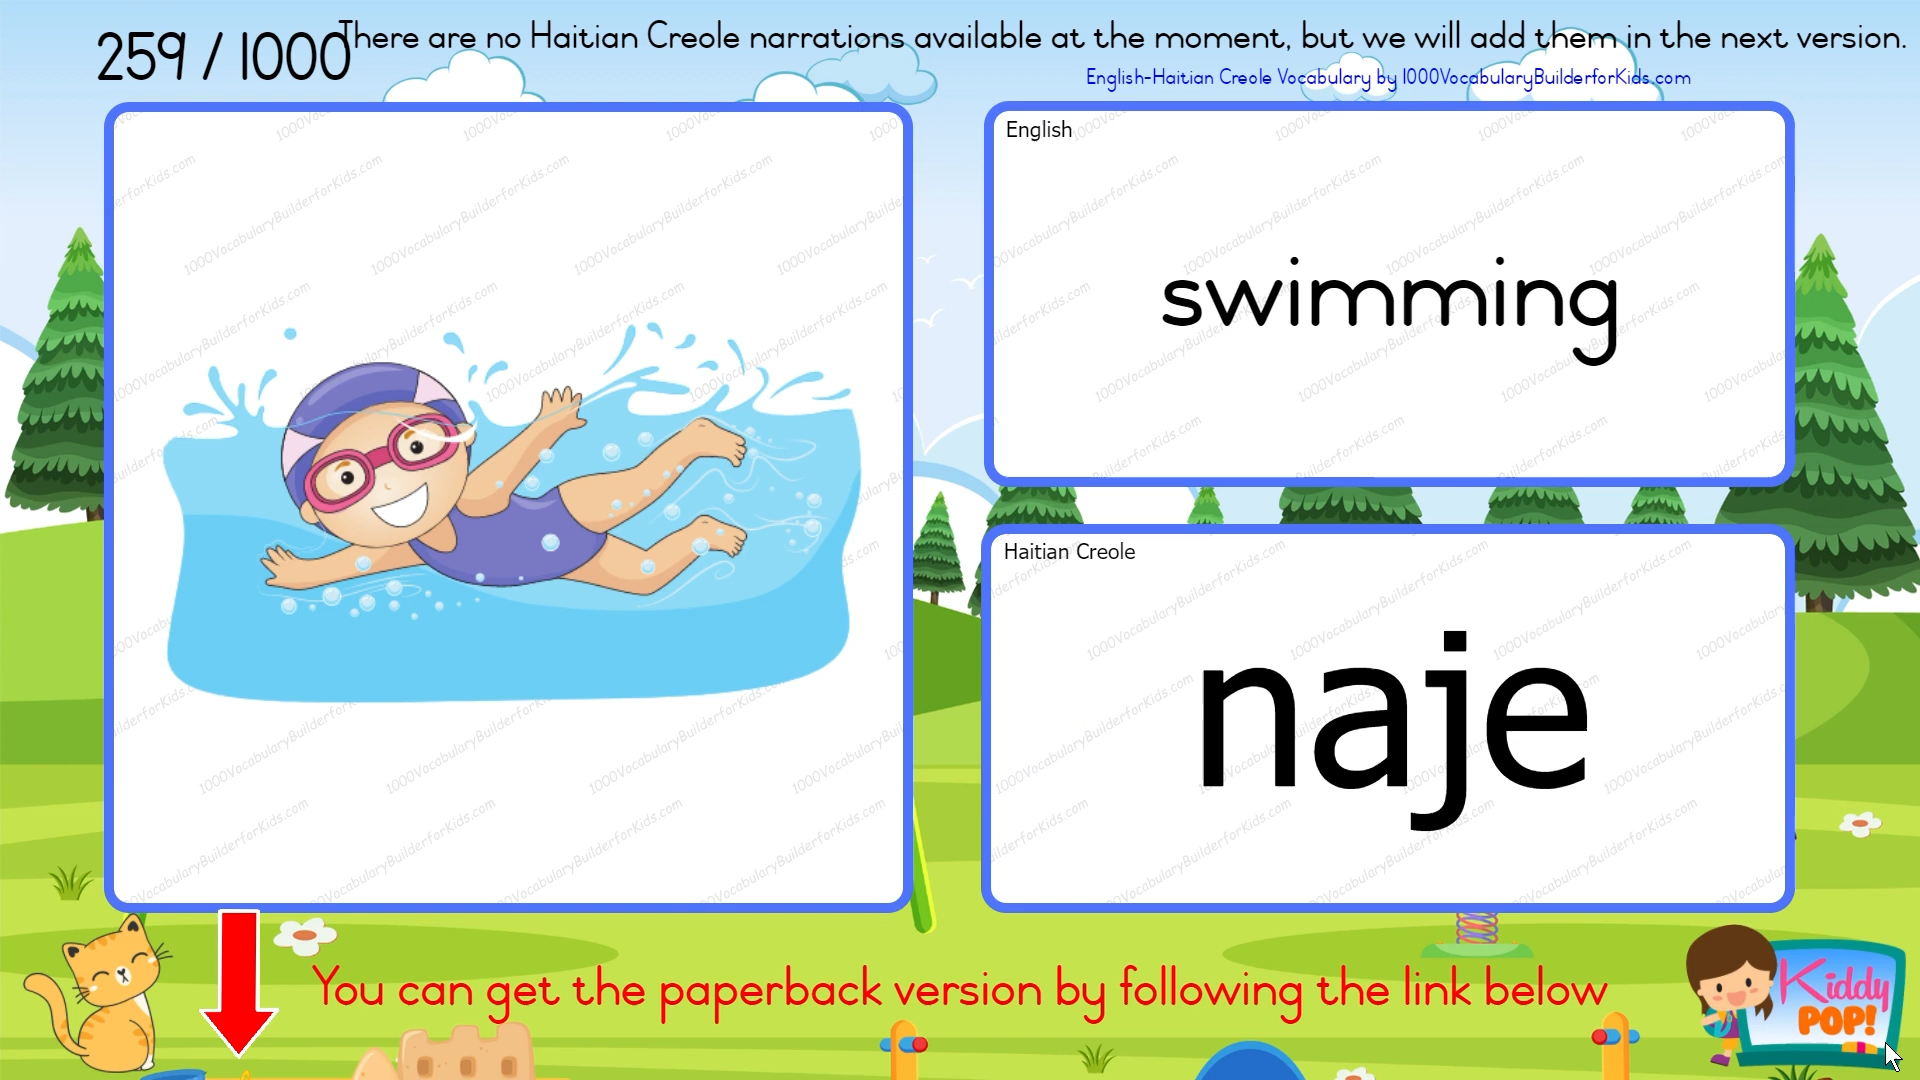 259 / 1000
There are no Haitian Creole narrations available at the moment, but we will add them in the next version.
English-Haitian Creole Vocabulary by 1000VocabularyBuilderforKids.com
English
swimming
Haitian Creole
naje
You can get the paperback version by following the link below
Kiddy
POP!
1000VocabularyBuilderforKids.com